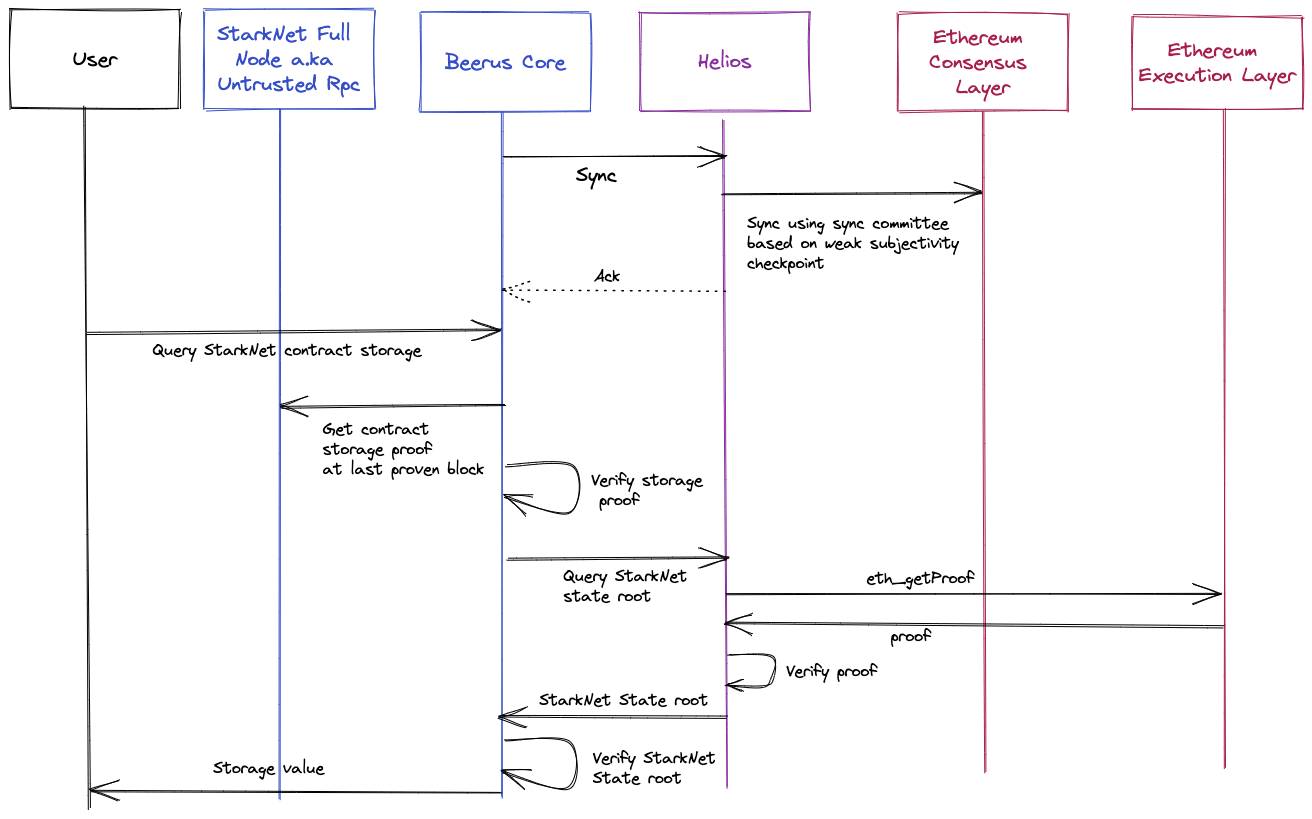 User
StarkNet Full
Node a.ka
Untrusted Rpc
Beerus Core
Helios
Ethereum
Consensus
Layer
Ethereum
Execution Layer
Sync
Sync using sync committee
based on weak subjectivity
checkpoint
Ack
Query StarkNet contract storage
Get contract
storage proof
at last proven block
Verify storage
proof
Query StarkNet
state root
eth_getProof
proof
Verify proof
StarkNet State root
Verify StarkNet
State root
Storage value